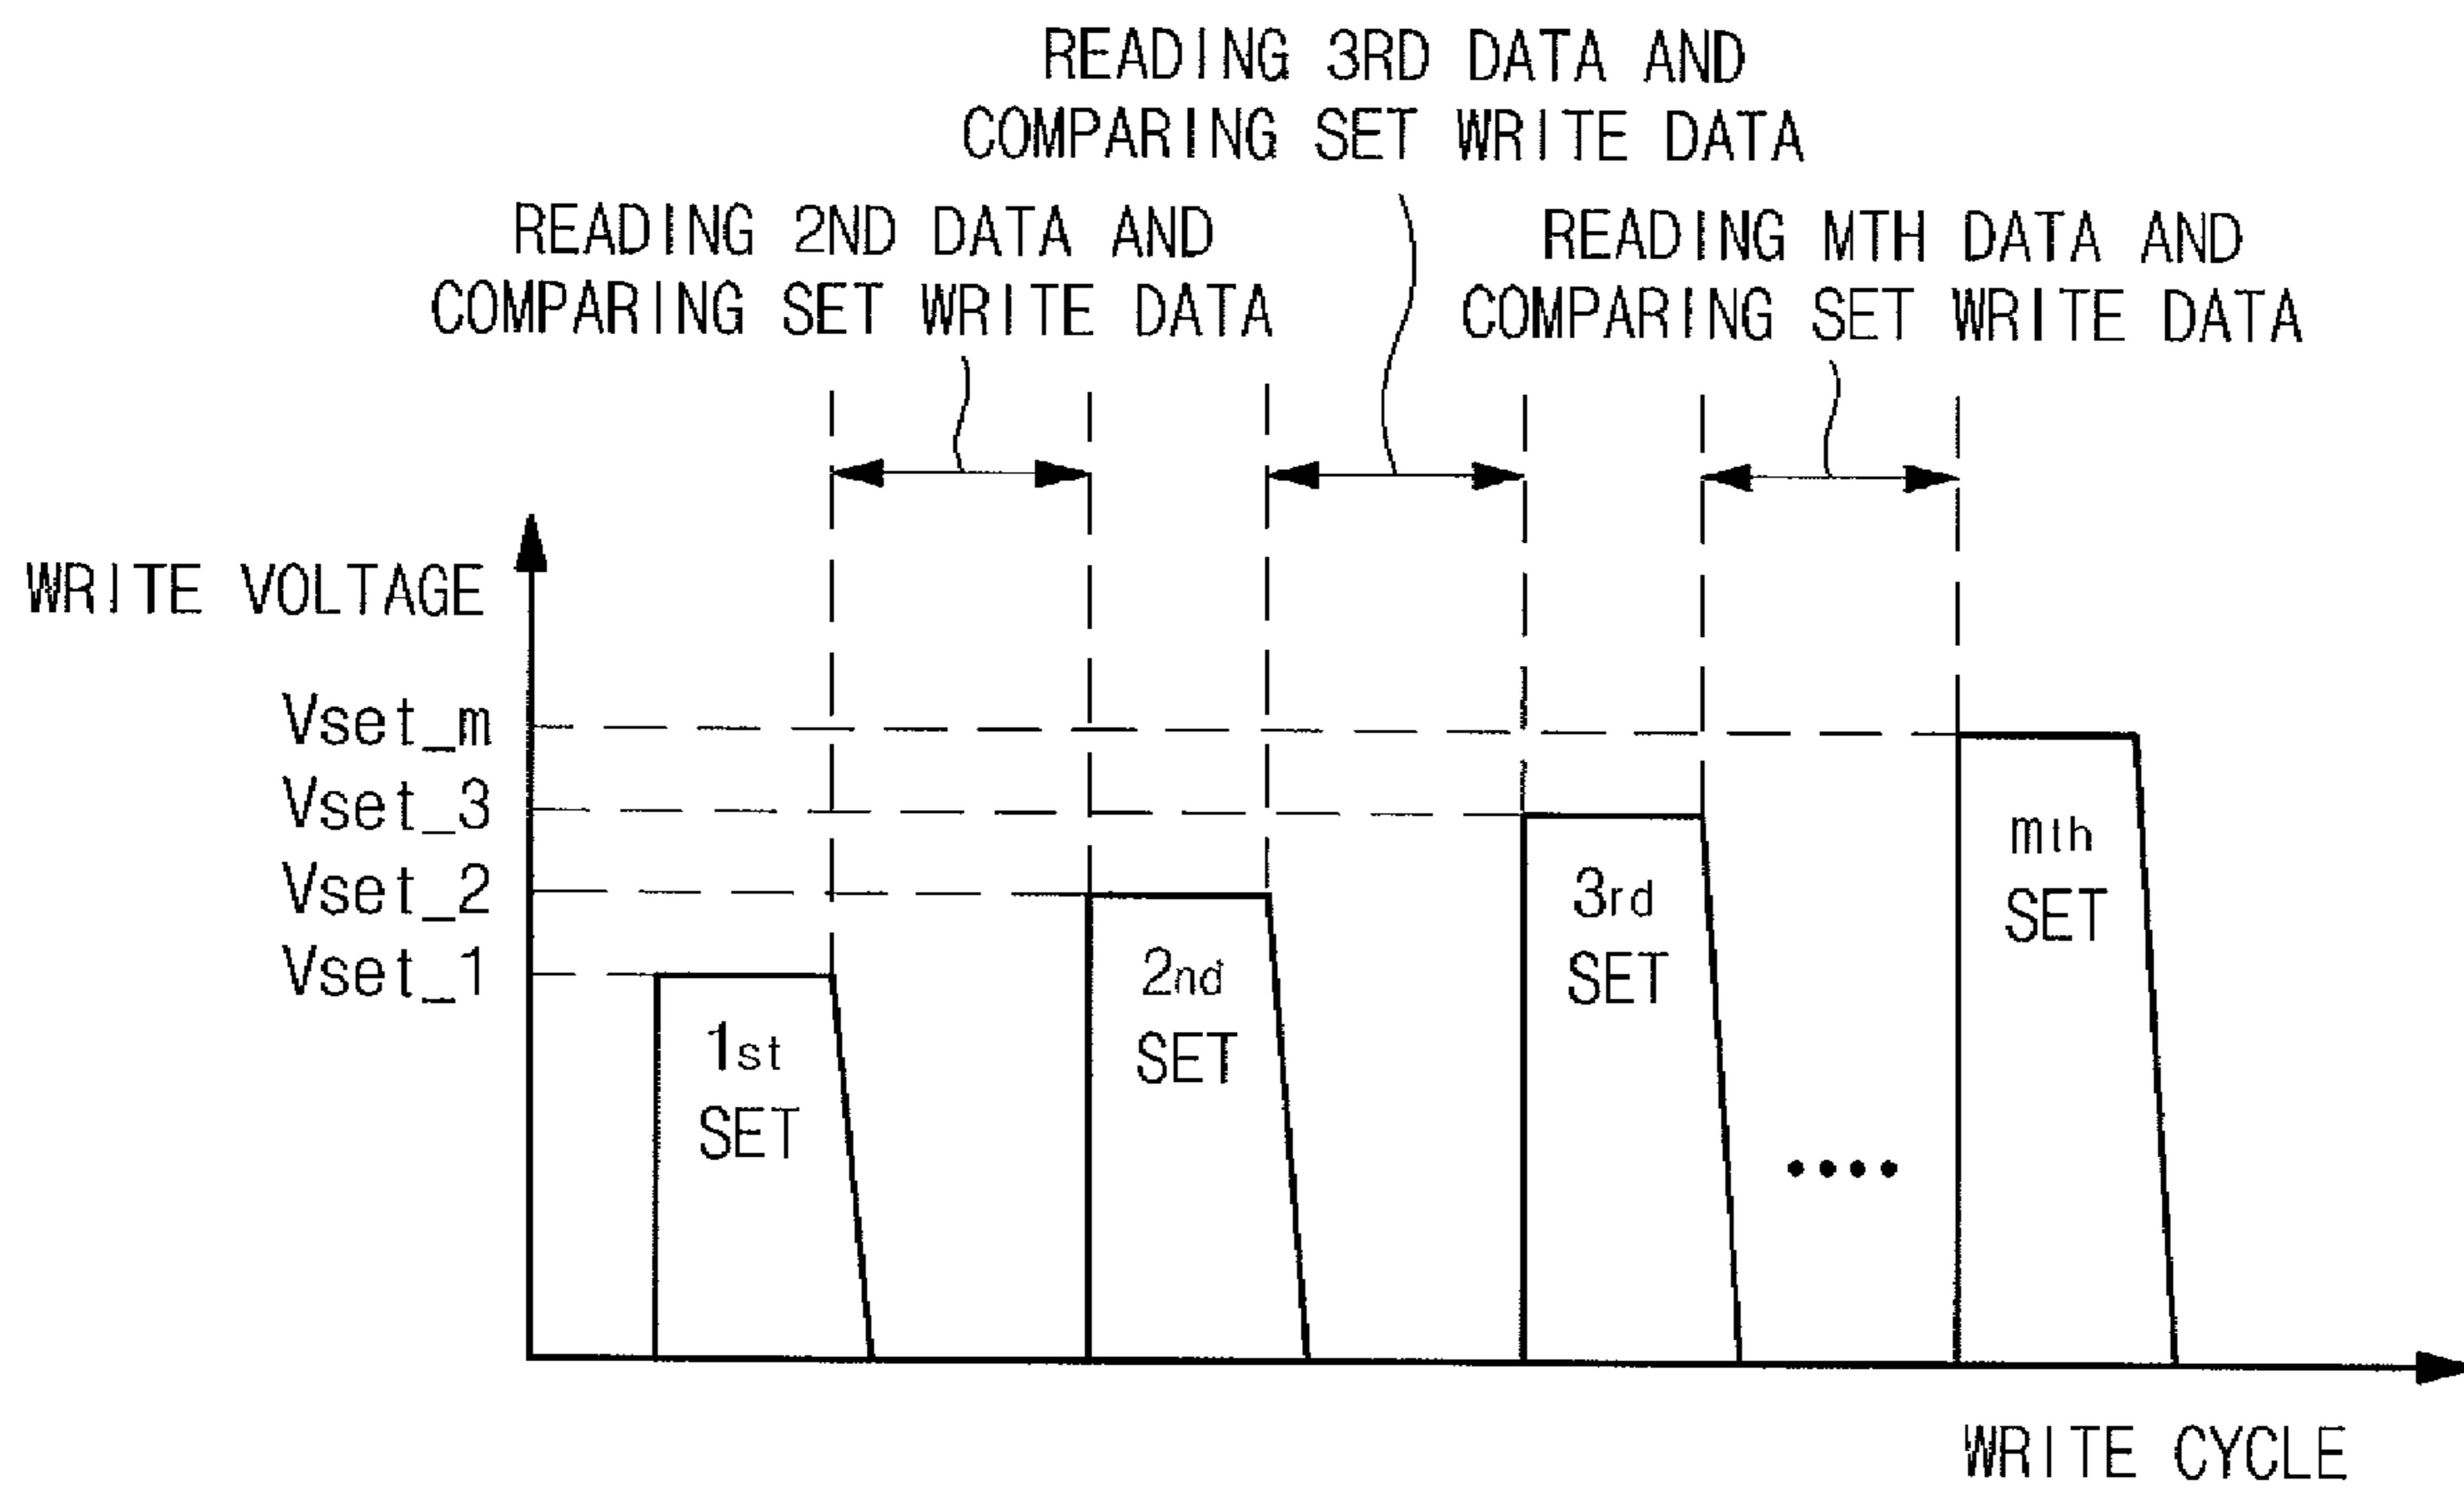 READING 3RD DATA AND
COMPARING SET WRITE DATA
READING 2ND DATA AND
COMPARING SET WRITE DATA
READING MTH DATA AND
COMPARING SET WRITE DATA
WRITE VOLTAGE
Vset_m
Vset_3
Vset_2
Vset_1
1st
SET
2nd
SET
3rd
SET
mth
SET
WRITE CYCLE